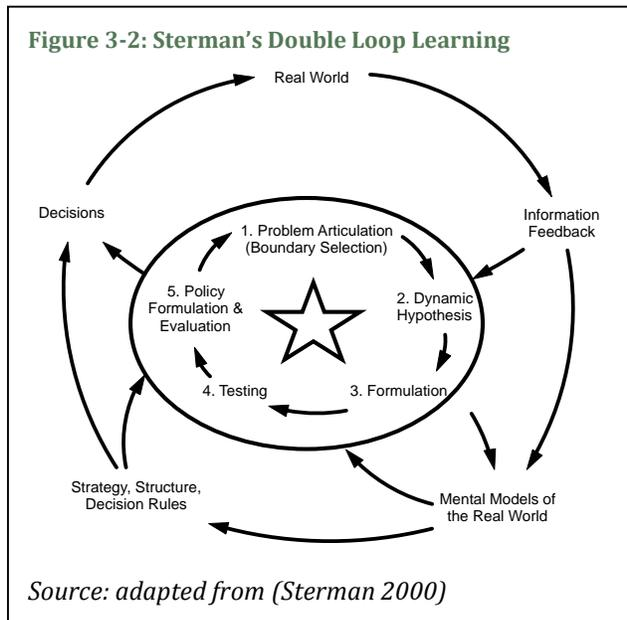 Figure 3-2: Sterman's Double Loop Learning
Real World
Decisions
Information
Feedback
1. Problem Articulation
(Boundary Selection)
2. Dynamic
Hypothesis
5. Policy
Formulation &
Evaluation
4. Testing
3. Formulation
Strategy, Structure,
Decision Rules
Mental Models of
the Real World
Source: adapted from (Sterman 2000)